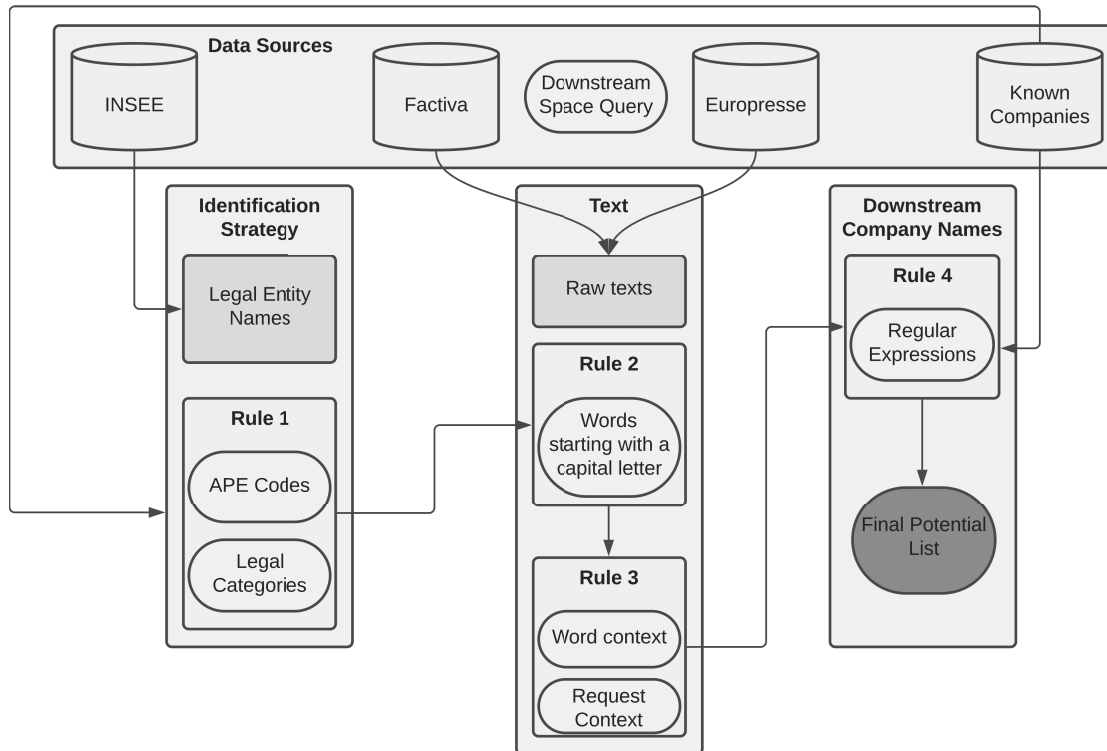 Data Sources
INSEE
Factiva
Downstream
Space Query
Europresse
Known
Companies
Identification
Strategy
Legal Entity
Names
Rule 1
APE Codes
Legal
Categories
Text
Raw texts
Rule 2
Words
starting with a
capital letter
Rule 3
Word context
Request
Context
Downstream
Company Names
Rule 4
Regular
Expressions
Final Potential
List